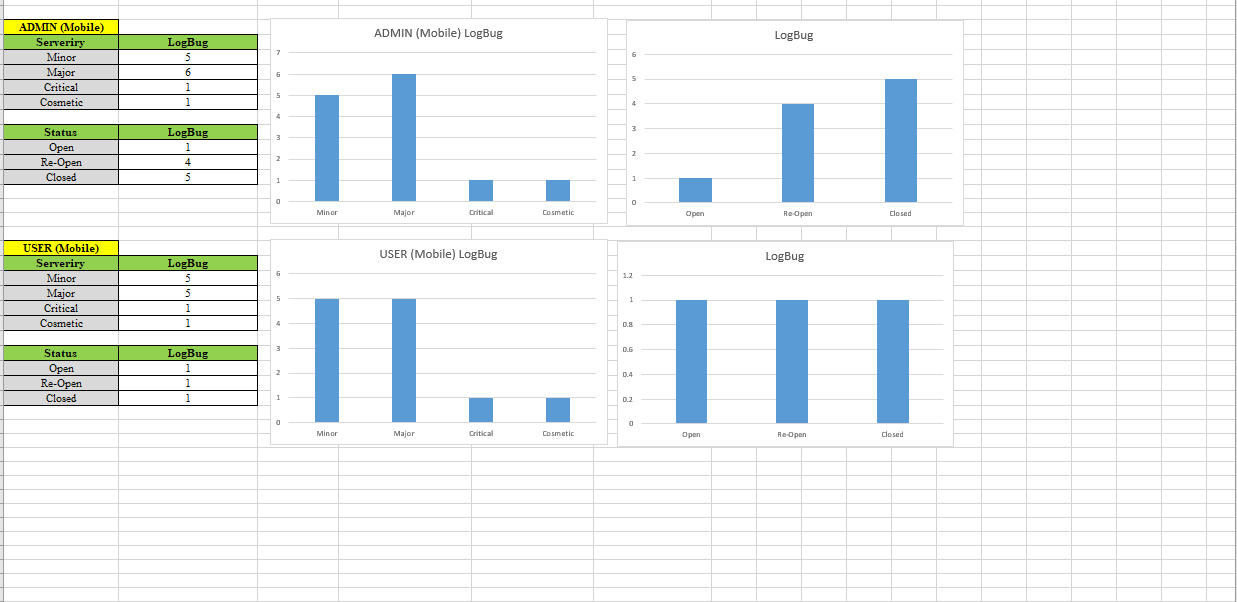 ADMIN (Mobile)
Serveriry LogBug
Minor 5
Major 6
Critical 1
Cosmetic 1
Status LogBug
Open 1
Re-Open 4
Closed 5
ADMIN (Mobile) LogBug
7
6
5
4
3
2
1
0
Minor Major Critical Cosmetic
LogBug
6
5
4
3
2
1
0
Open Re-Open Closed
USER (Mobile)
Serveriry LogBug
Minor 5
Major 5
Critical 1
Cosmetic 1
Status LogBug
Open 1
Re-Open 1
Closed 1
USER (Mobile) LogBug
6
5
4
3
2
1
0
Minor Major Critical Cosmetic
LogBug
1.2
1
0.8
0.6
0.4
0.2
0
Open Re-Open Closed